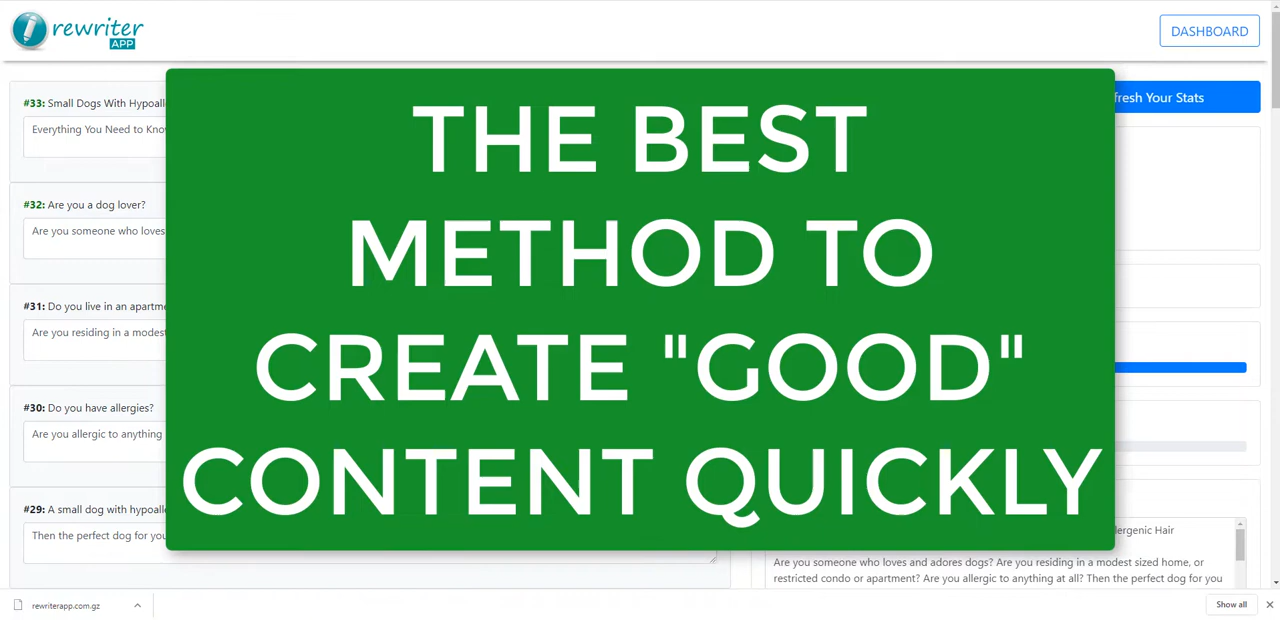 rewriter
APP
DASHBOARD
#33: Small Dogs With Hypoall
fresh Your Stats
Everything You Need to Know
#32: Are you a dog lover?
Are you someone who loves
#31: Do you live in an apartme
Are you residing in a modest
#30: Do you have allergies?
Are you allergic to anything
#29: A small dog with hypoalle
Then the perfect dog for you
THE BEST
METHOD TO
CREATE "GOOD"
CONTENT QUICKLY
lergenic Hair
Are you someone who loves and adores dogs? Are you residing in a modest sized home, or
restricted condo or apartment? Are you allergic to anything at all? Then the perfect dog for you
rewriterapp.com.gz
Show all